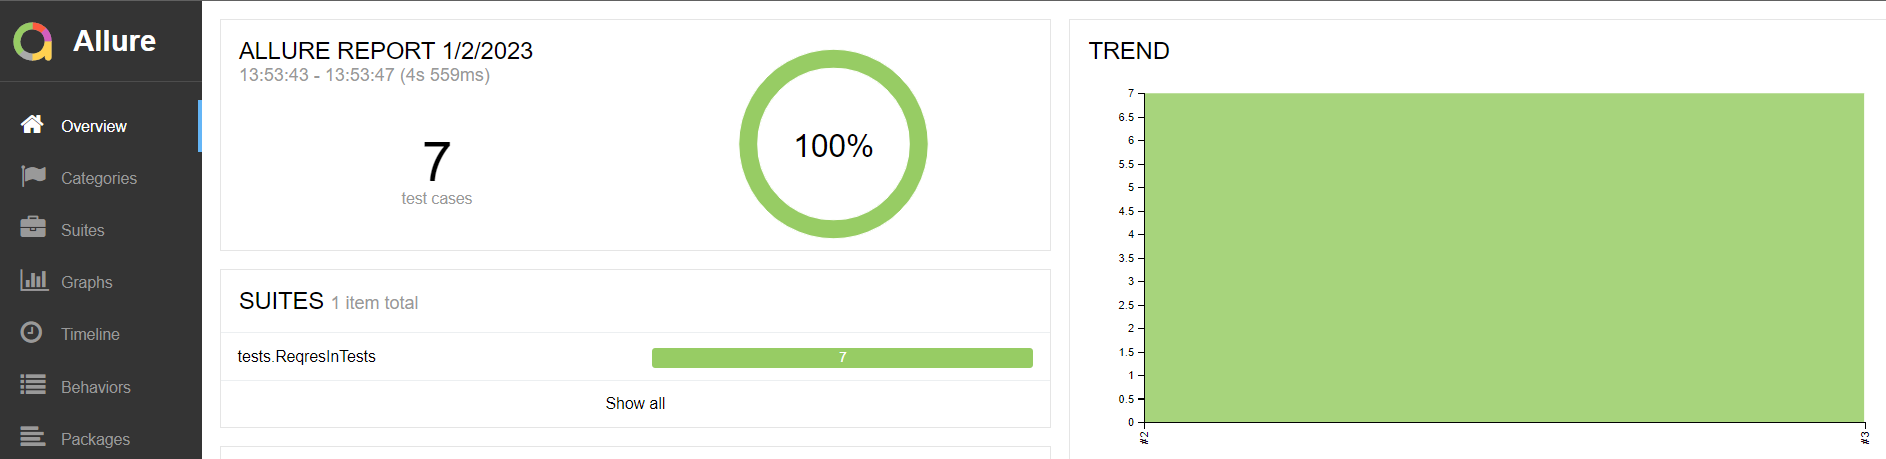 Allure
Overview
Categories
Suites
Graphs
Timeline
Behaviors
Packages
ALLURE REPORT 1/2/2023
13:53:43 - 13:53:47 (4s 559ms)
7
test cases
100%
SUITES 1 item total
tests.ReqresInTests 7
Show all
TREND
7
6.5
6
5.5
5
4.5
4
3.5
3
2.5
2
1.5
1
0.5
0
#2
#3